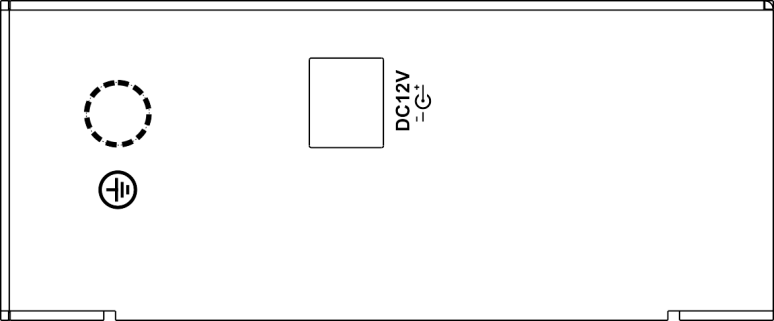 DC12V
- +